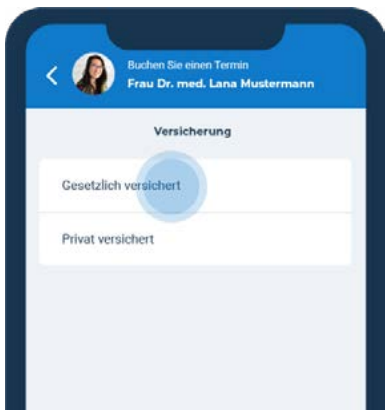 Buchen Sie einen Termin
Frau Dr. med. Lana Mustermann
Versicherung
Gesetzlich versichert
Privat versichert